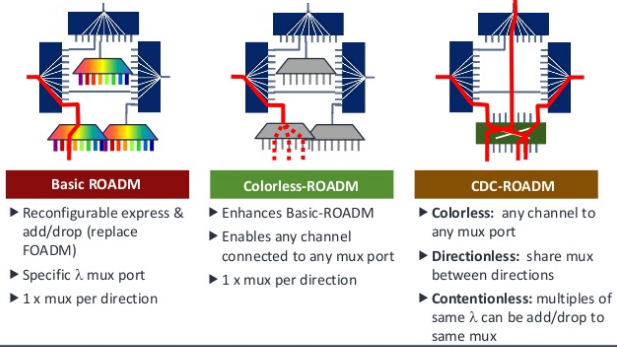 Basic ROADM
Reconfigurable express &
add/drop (replace
FOADM)
Specific λ mux port
1 x mux per direction
Colorless-ROADM
Enhances Basic-ROADM
Enables any channel
connected to any mux port
1 x mux per direction
CDC-ROADM
Colorless: any channel to
any mux port
Directionless: share mux
between directions
Contentionless: multiples of
same λ can be add/drop to
same mux